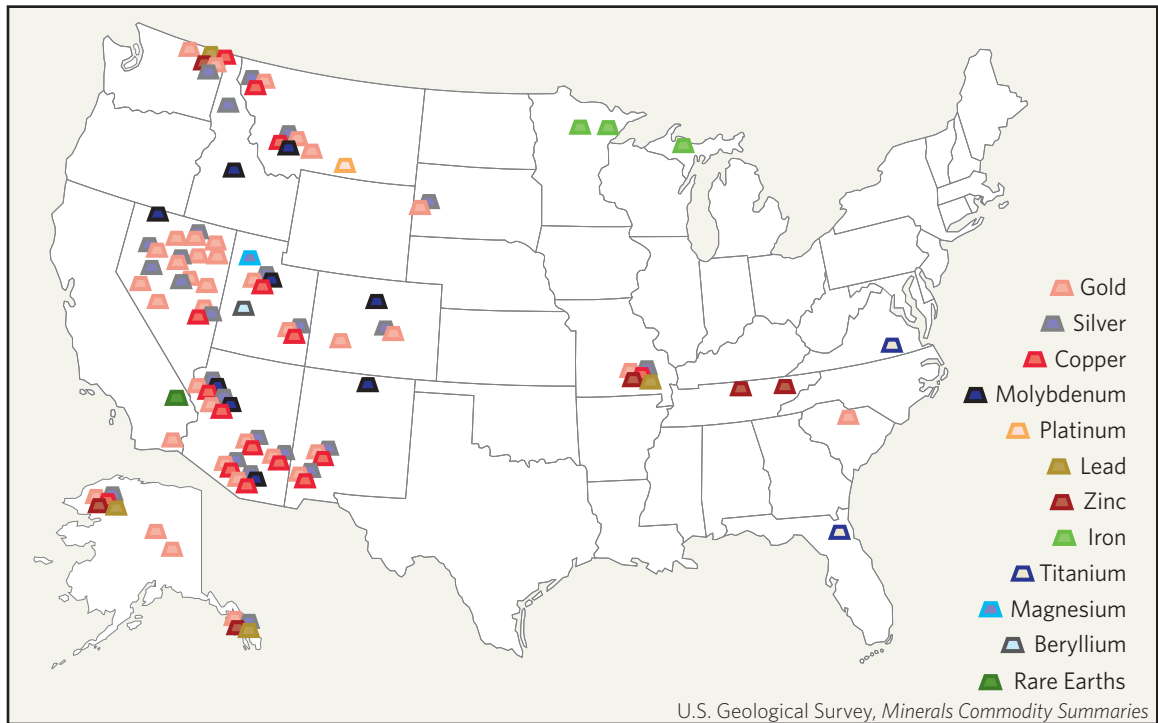 Gold
Silver
Copper
Molybdenum
Platinum
Lead
Zinc
Iron
Titanium
Magnesium
Beryllium
Rare Earths
U.S. Geological Survey, Minerals Commodity Summaries